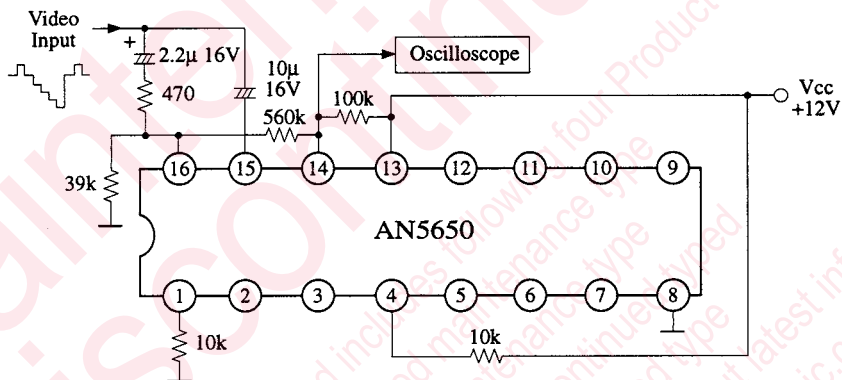 Video
Input
+
2.2µ 16V
470
10µ
16V
Oscilloscope
100k
560k
Vcc
+12V
39k
16
15
14
13
12
11
10
9
AN5650
1
2
3
4
5
6
7
8
10k
10k